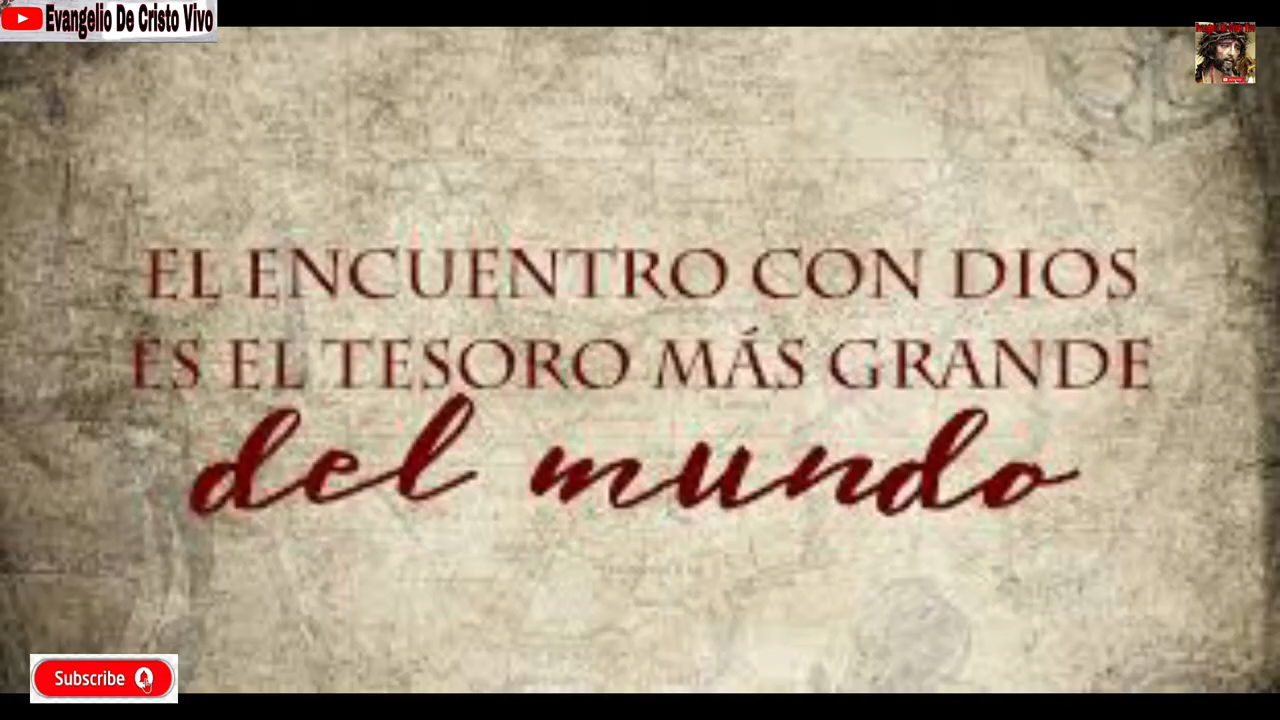 Evangelio De Cristo Vivo
EL ENCUENTRO CON DIOS
ES EL TESORO MÁS GRANDE
del mundo
Subscribe